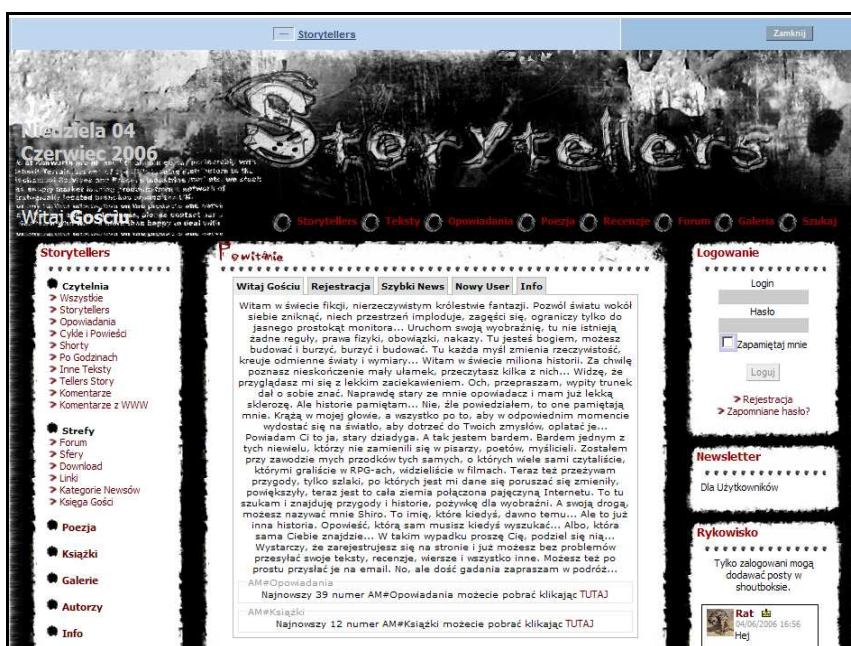 Storytellers
Zamknij
Storytellers
Niedziela 04
Czerwiec 2006
Witaj Gościu
Storytellers Teksty Opowiadania Poezja Recenzje Forum Galeria Szukaj
Storytellers
Czytelnia
Wszystkie
Storytellers
Opowiadania
Cykle i Powieści
Shorty
Po Godzinach
Inne Teksty
Tellers Story
Komentarze
Komentarze z WWW
Strefy
Forum
Sfery
Download
Linki
Kategorie Newsów
Księga Gości
Poezja
Książki
Galerie
Autorzy
Info
Powitanie
Witaj Gościu Rejestracja Szybki News Nowy User Info
Witam w świecie fikcji, nierzeczywistym królestwie fantazji. Pozwól światu wokół
siebie zniknąć, niech przestrzeń imploduje, zagęści się, ograniczy tylko do
jasnego prostokąt monitora... Uruchom swoją wyobraźnię, tu nie istnieją
żadne reguły, prawa fizyki, obowiązki, nakazy. Tu jesteś bogiem, możesz
budować i burzyć, burzyć i budować. Tu każda myśl zmienia rzeczywistość,
kreuje odmienne światy i wymiary... Witam w świecie miliona historii. Za chwilę
poznasz nieskończenie mały ułamek, przeczytasz kilka z nich... Widzę, że
przyglądasz mi się z lekkim zaciekawieniem. Och, przepraszam, wypity trunek
dał o sobie znać. Naprawdę stary ze mnie opowiadacz i mam już lekką
sklerozę. Ale historie pamiętam... Nie, źle powiedziałem, to one pamiętają
mnie. Krążą w mojej głowie, a wszystko po to, aby w odpowiednim momencie
wydostać się na światło, aby dotrzeć do Twoich zmysłów, oplatać je...
Powiadam Ci to ja, stary dziadyga. A tak jestem bardem. Bardem jednym z
tych niewielu, którzy nie zamienili się w pisarzy, poetów, myślicieli. Zostałem
przy zawodzie mych przodków tych samych, o których wiele sami czytaliście,
którymi graliście w RPG-ach, widzieliście w filmach. Teraz też przeżywam
przygody, tylko szlaki, po których jest mi dane się poruszać się zmieniły,
powiększyły, teraz jest to cała ziemia połączona pajęczyną Internetu. To tu
szukam i znajduję przygody i historie, pożywkę dla wyobraźni. A swoją drogą,
możesz nazywać mnie Shiro. To imię, które kiedyś, dawno temu... Ale to już
inna historia. Opowieść, którą sam musisz kiedyś wyszukać... Albo, która
sama Ciebie znajdzie... W takim wypadku proszę Cię, podziel się nią...
Wystarczy, że zarejestrujesz się na stronie i już możesz bez problemów
przesyłać swoje teksty, recenzje, wiersze i wszystko inne. Możesz też po
prostu przysłać je na email. No, ale dość gadania zapraszam w podróż...
AM#Opowiadania
Najnowszy 39 numer AM#Opowiadania możecie pobrać klikając TUTAJ
AM#Książki
Najnowszy 12 numer AM#Książki możecie pobrać klikając TUTAJ
Logowanie
Login
Hasło
Zapamiętaj mnie
Loguj
Rejestracja
Zapomniane hasło?
Newsletter
Dla Użytkowników
Rykowisko
Tylko zalogowani mogą
dodawać posty w
shoutboksie.
Rat
04/06/2006 16:56
Hej